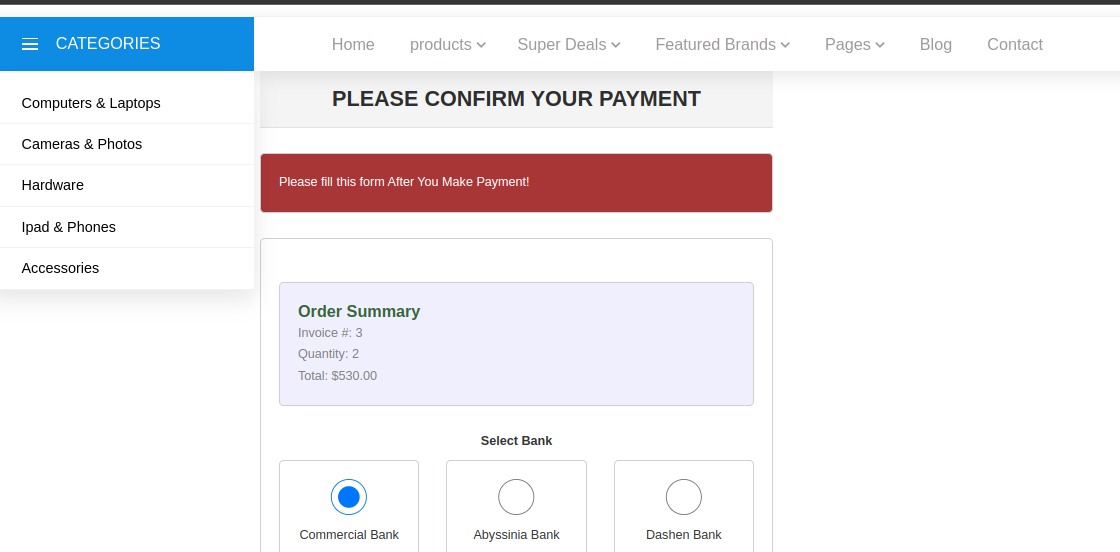 CATEGORIES
Home products Super Deals Featured Brands Pages Blog Contact
Computers & Laptops
Cameras & Photos
Hardware
Ipad & Phones
Accessories
PLEASE CONFIRM YOUR PAYMENT
Please fill this form After You Make Payment!
Order Summary
Invoice #: 3
Quantity: 2
Total: $530.00
Select Bank
Commercial Bank Abyssinia Bank Dashen Bank